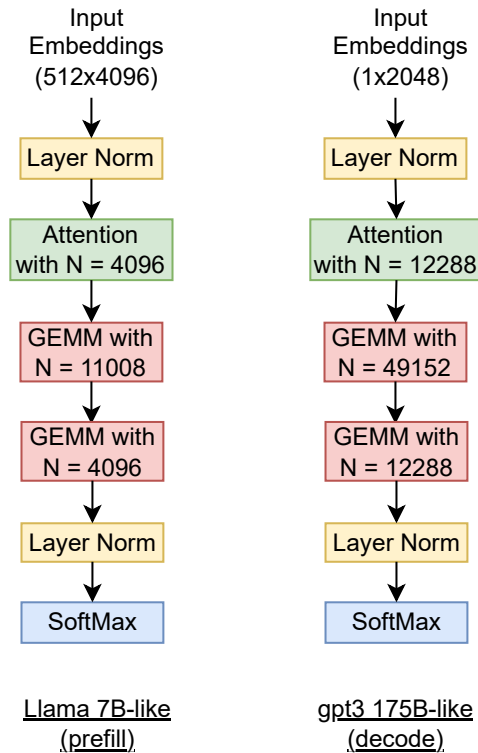 Input
Embeddings
(512x4096)
Layer Norm
Attention
with N = 4096
GEMM with
N = 11008
GEMM with
N = 4096
Layer Norm
SoftMax
Llama 7B-like
(prefill)
Input
Embeddings
(1x2048)
Layer Norm
Attention
with N = 12288
GEMM with
N = 49152
GEMM with
N = 12288
Layer Norm
SoftMax
gpt3 175B-like
(decode)